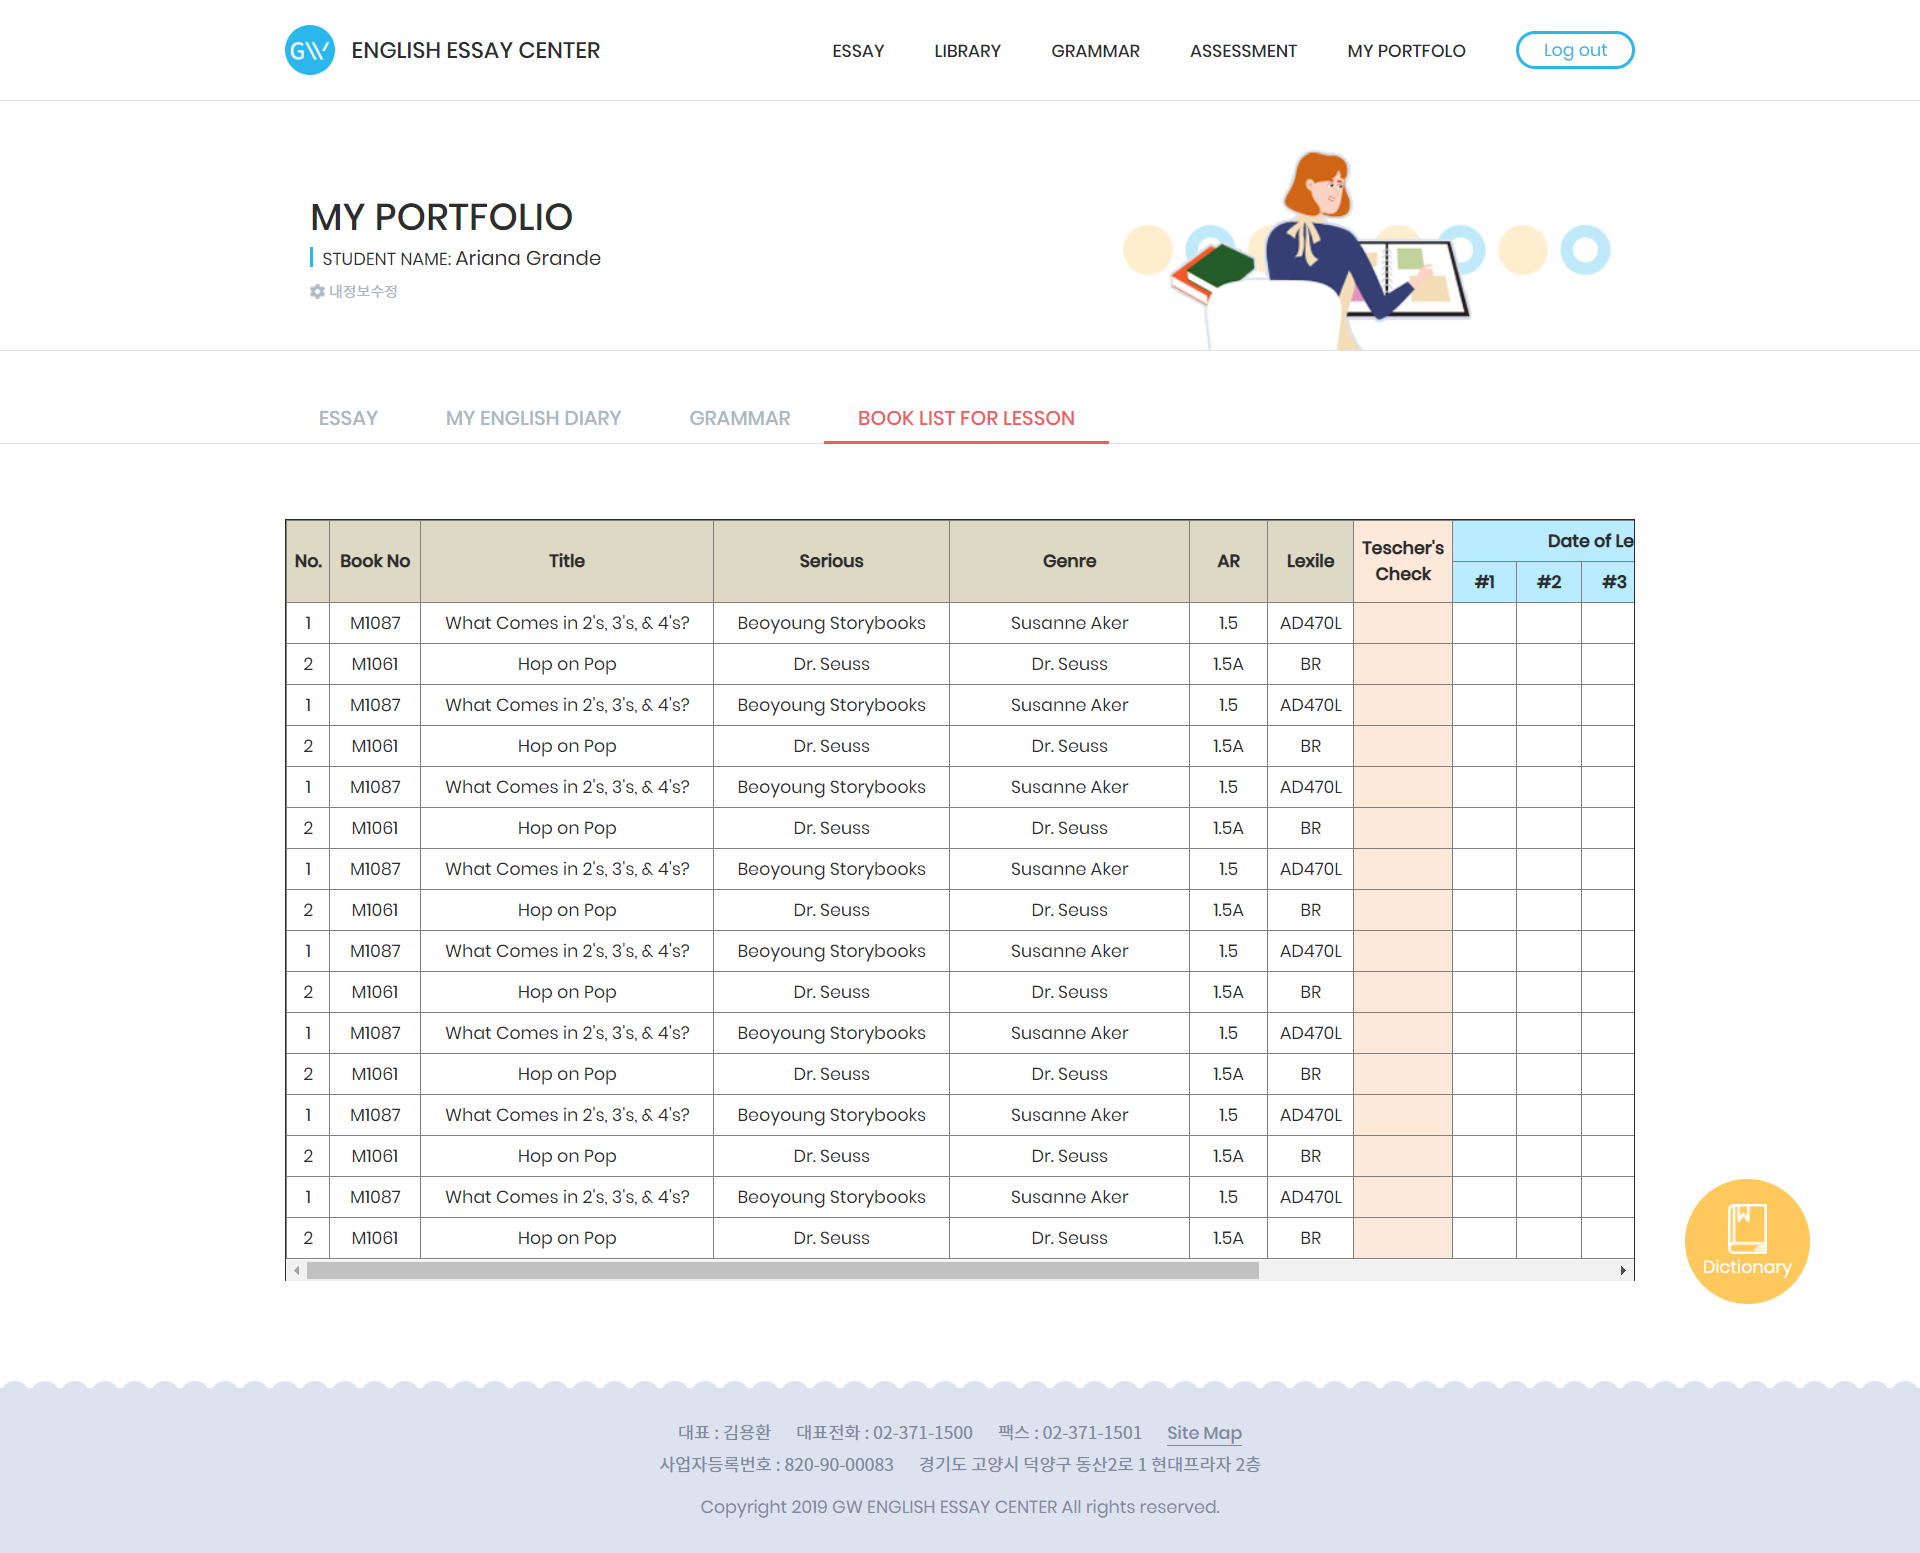 GW ENGLISH ESSAY CENTER
ESSAY LIBRARY GRAMMAR ASSESSMENT MY PORTFOLO Log out
MY PORTFOLIO
STUDENT NAME: Ariana Grande
내정보수정
ESSAY MY ENGLISH DIARY GRAMMAR BOOK LIST FOR LESSON
No. Book No Title Serious Genre AR Lexile Tescher's Check Date of Le
#1 #2 #3
1 M1087 What Comes in 2's, 3's, & 4's? Beoyoung Storybooks Susanne Aker 1.5 AD470L
2 M1061 Hop on Pop Dr. Seuss Dr. Seuss 1.5A BR
1 M1087 What Comes in 2's, 3's, & 4's? Beoyoung Storybooks Susanne Aker 1.5 AD470L
2 M1061 Hop on Pop Dr. Seuss Dr. Seuss 1.5A BR
1 M1087 What Comes in 2's, 3's, & 4's? Beoyoung Storybooks Susanne Aker 1.5 AD470L
2 M1061 Hop on Pop Dr. Seuss Dr. Seuss 1.5A BR
1 M1087 What Comes in 2's, 3's, & 4's? Beoyoung Storybooks Susanne Aker 1.5 AD470L
2 M1061 Hop on Pop Dr. Seuss Dr. Seuss 1.5A BR
1 M1087 What Comes in 2's, 3's, & 4's? Beoyoung Storybooks Susanne Aker 1.5 AD470L
2 M1061 Hop on Pop Dr. Seuss Dr. Seuss 1.5A BR
1 M1087 What Comes in 2's, 3's, & 4's? Beoyoung Storybooks Susanne Aker 1.5 AD470L
2 M1061 Hop on Pop Dr. Seuss Dr. Seuss 1.5A BR
1 M1087 What Comes in 2's, 3's, & 4's? Beoyoung Storybooks Susanne Aker 1.5 AD470L
2 M1061 Hop on Pop Dr. Seuss Dr. Seuss 1.5A BR
1 M1087 What Comes in 2's, 3's, & 4's? Beoyoung Storybooks Susanne Aker 1.5 AD470L
2 M1061 Hop on Pop Dr. Seuss Dr. Seuss 1.5A BR
Dictionary
대표 : 김용환 대표전화 : 02-371-1500 팩스 : 02-371-1501 Site Map
사업자등록번호 : 820-90-00083 경기도 고양시 덕양구 동산2로 1 현대프라자 2층
Copyright 2019 GW ENGLISH ESSAY CENTER All rights reserved.